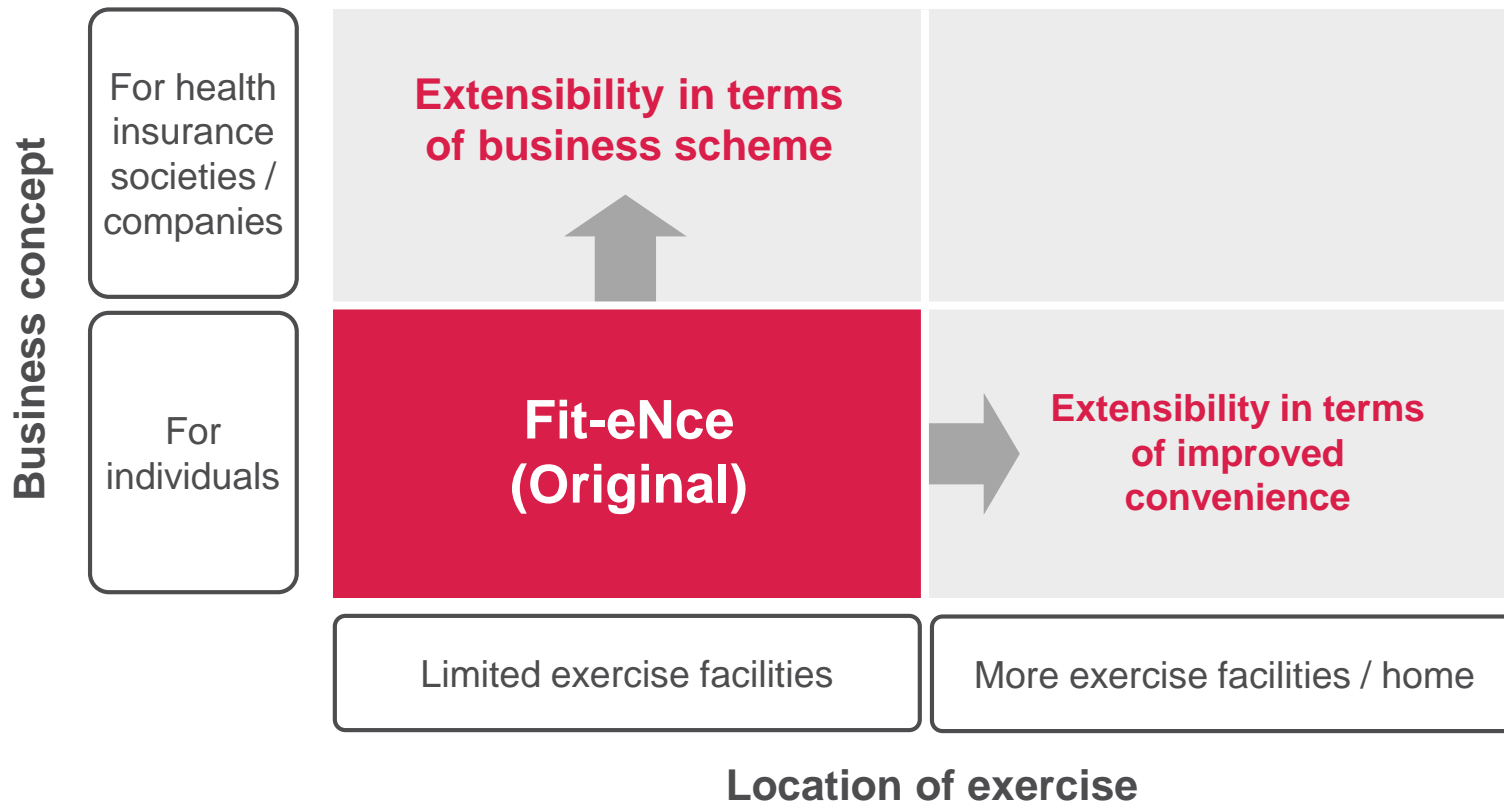 Business concept
For health
insurance
societies /
companies
Extensibility in terms
of business scheme
For
individuals
Fit-eNce
(Original)
Extensibility in terms
of improved
convenience
Limited exercise facilities
More exercise facilities / home
Location of exercise